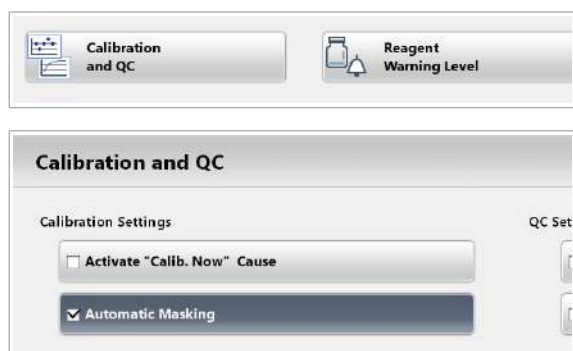 Calibration
and QC
Reagent
Warning Level
Calibration and QC
Calibration Settings
QC Set
Activate "Calib. Now" Cause
Automatic Masking